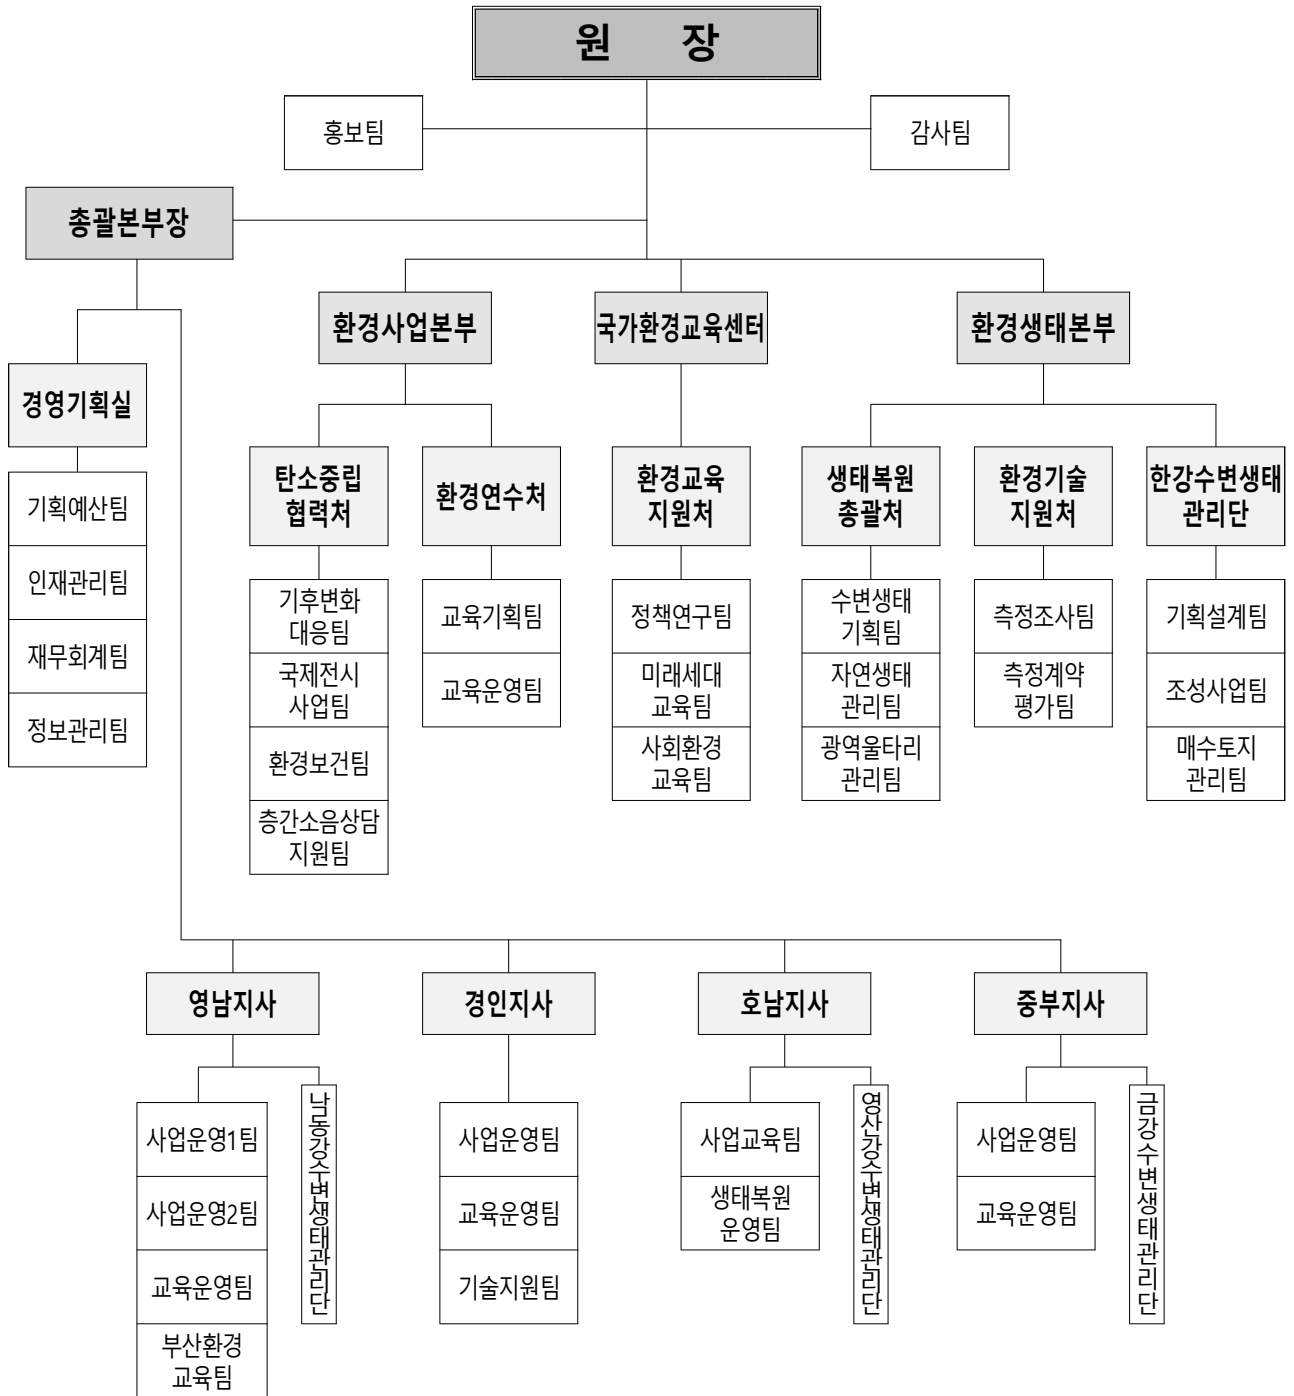 원 장
홍보팀
감사팀
총괄본부장
환경사업본부
국가환경교육센터
환경생태본부
경영기획실
기획예산팀
인재관리팀
재무회계팀
정보관리팀
탄소중립
협력처
기후변화
대응팀
국제전시
사업팀
환경보건팀
층간소음상담
지원팀
환경연수처
교육기획팀
교육운영팀
환경교육
지원처
정책연구팀
미래세대
교육팀
사회환경
교육팀
생태복원
총괄처
수변생태
기획팀
자연생태
관리팀
광역울타리
관리팀
환경기술
지원처
측정조사팀
측정계약
평가팀
한강수변생태
관리단
기획설계팀
조성사업팀
매수토지
관리팀
영남지사
사업운영1팀
사업운영2팀
교육운영팀
부산환경
교육팀
낙동강수변생태관리단
경인지사
사업운영팀
교육운영팀
기술지원팀
호남지사
사업교육팀
생태복원
운영팀
영산강수변생태관리단
중부지사
사업운영팀
교육운영팀
금강수변생태관리단